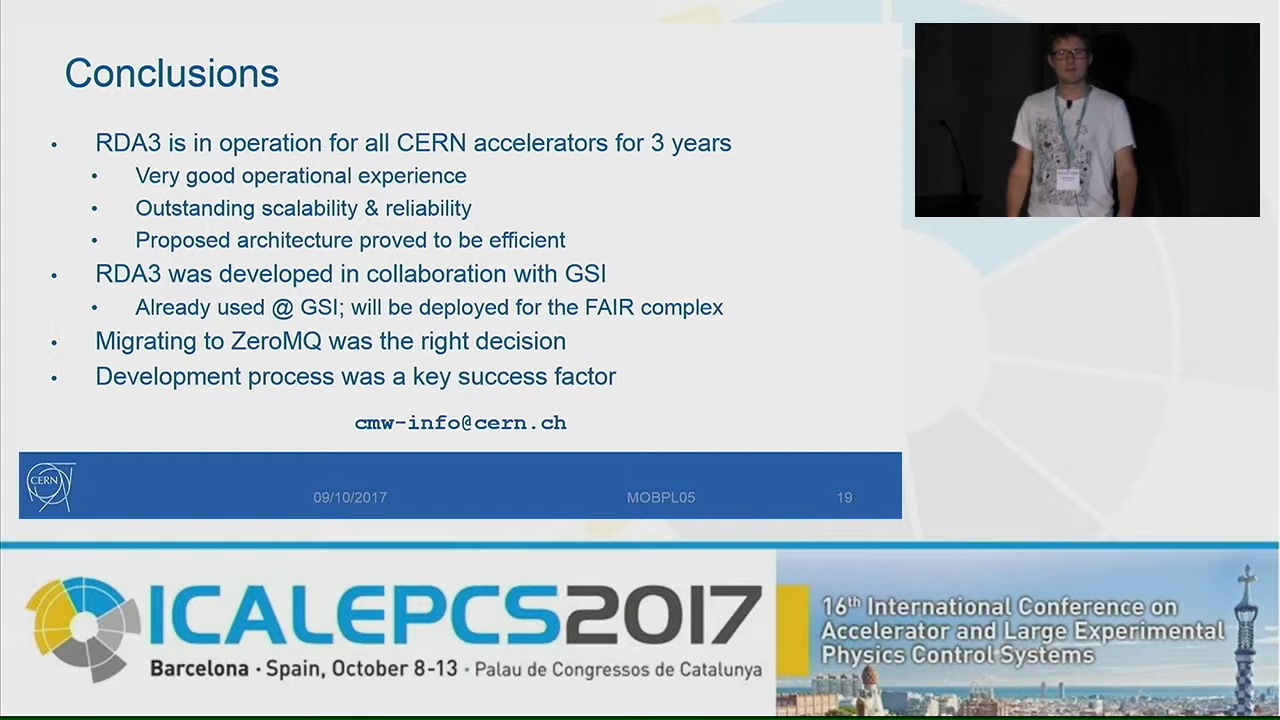 Conclusions
• RDA3 is in operation for all CERN accelerators for 3 years
• Very good operational experience
• Outstanding scalability & reliability
• Proposed architecture proved to be efficient
• RDA3 was developed in collaboration with GSI
• Already used @ GSI; will be deployed for the FAIR complex
• Migrating to ZeroMQ was the right decision
• Development process was a key success factor
cmw-info@cern.ch
CERN
09/10/2017
MOBPL05
19
ICALEPCS2017
Barcelona · Spain, October 8-13 · Palau de Congressos de Catalunya
16th International Conference on
Accelerator and Large Experimental
Physics Control Systems